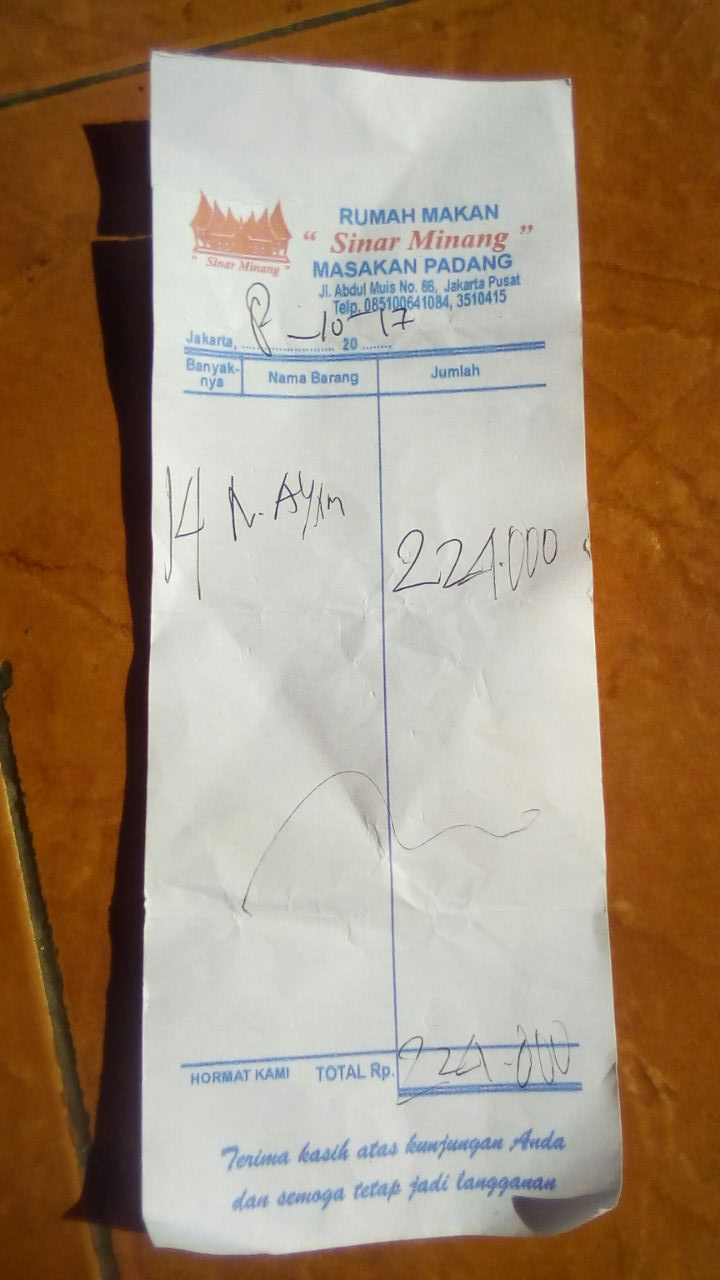 RUMAH MAKAN
“ Sinar Minang ”
" Sinar Minang "
MASAKAN PADANG
Jl. Abdul Muis No. 86, Jakarta Pusat
Telp. 085100641084, 3510415
Jakarta, 8 - 10 - 17 20
Banyak-nya Nama Barang Jumlah
14 N. AyAm 224.000
HORMAT KAMI TOTAL Rp. 224.000
Terima kasih atas kunjungan Anda
dan semoga tetap jadi langganan